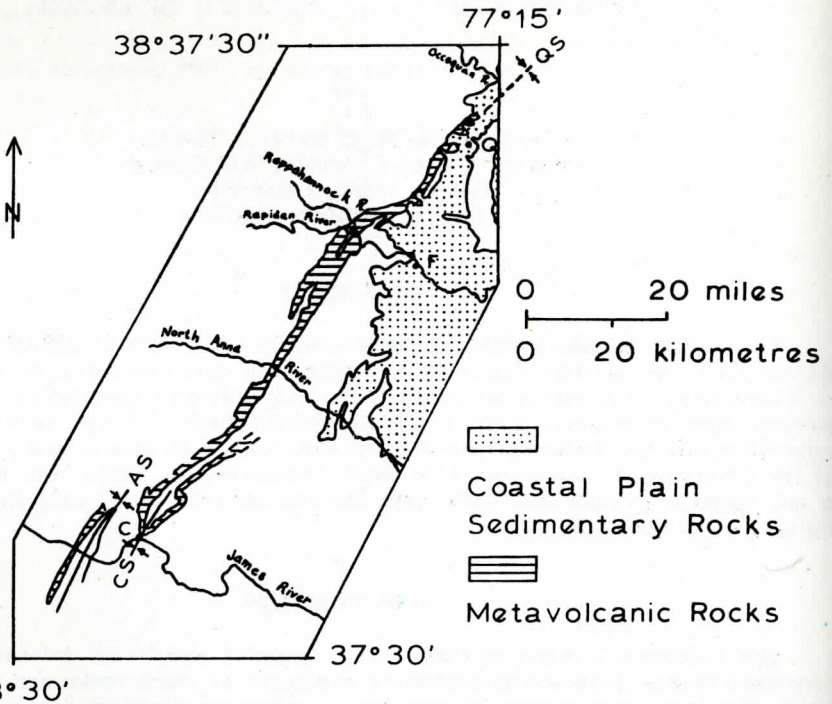 77°15'
38°37'30"
Occoquan R.
QS
Q
N
Rappahannock R.
Rapidan River
F
0 20 miles
0 20 kilometres
North Anna River
Coastal Plain
Sedimentary Rocks
AS
C
CS
James River
Metavolcanic Rocks
37°30'
8°30'